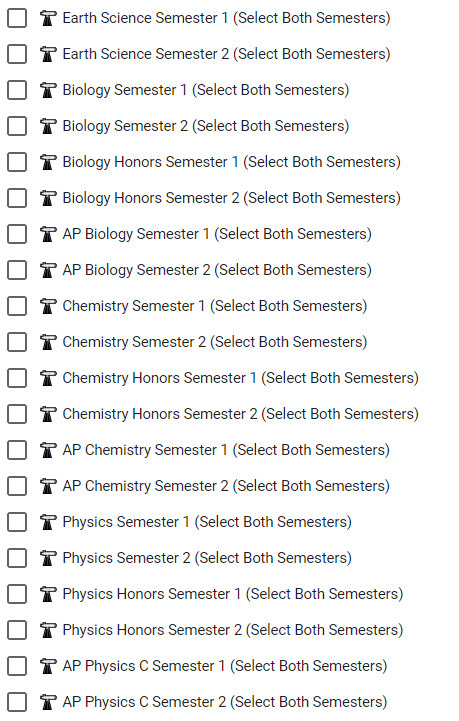 Earth Science Semester 1 (Select Both Semesters)
Earth Science Semester 2 (Select Both Semesters)
Biology Semester 1 (Select Both Semesters)
Biology Semester 2 (Select Both Semesters)
Biology Honors Semester 1 (Select Both Semesters)
Biology Honors Semester 2 (Select Both Semesters)
AP Biology Semester 1 (Select Both Semesters)
AP Biology Semester 2 (Select Both Semesters)
Chemistry Semester 1 (Select Both Semesters)
Chemistry Semester 2 (Select Both Semesters)
Chemistry Honors Semester 1 (Select Both Semesters)
Chemistry Honors Semester 2 (Select Both Semesters)
AP Chemistry Semester 1 (Select Both Semesters)
AP Chemistry Semester 2 (Select Both Semesters)
Physics Semester 1 (Select Both Semesters)
Physics Semester 2 (Select Both Semesters)
Physics Honors Semester 1 (Select Both Semesters)
Physics Honors Semester 2 (Select Both Semesters)
AP Physics C Semester 1 (Select Both Semesters)
AP Physics C Semester 2 (Select Both Semesters)